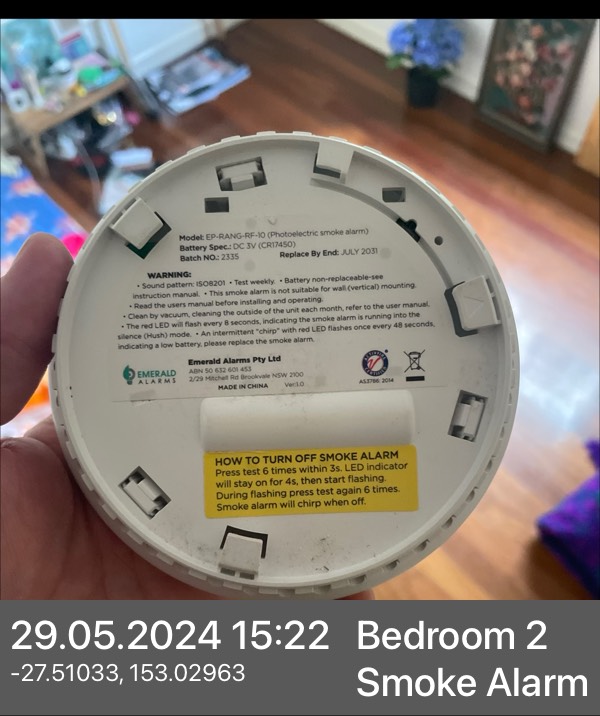 Model: EP-RANG-RF-10 (Photoelectric smoke alarm)
Battery Spec.: DC 3V (CR17450)
Batch NO.: 2335 Replace By End: JULY 2031
WARNING:
• Sound pattern: ISO8201 • Test weekly. • Battery non-replaceable-see
instruction manual. • This smoke alarm is not suitable for wall (vertical) mounting.
• Read the users manual before installing and operating.
• Clean by vacuum, cleaning the outside of the unit each month, refer to the user manual.
• The red LED will flash every 8 seconds, indicating the smoke alarm is running into the
silence (Hush) mode. • An intermittent "chirp" with red LED flashes once every 48 seconds,
indicating a low battery, please replace the smoke alarm.
EMERALD
ALARMS
Emerald Alarms Pty Ltd
ABN 50 632 601 453
2/29 Mitchell Rd Brookvale NSW 2100
MADE IN CHINA Ver:1.0
AS3786: 2014
HOW TO TURN OFF SMOKE ALARM
Press test 6 times within 3s. LED indicator
will stay on for 4s, then start flashing.
During flashing press test again 6 times.
Smoke alarm will chirp when off.
29.05.2024 15:22
-27.51033, 153.02963
Bedroom 2
Smoke Alarm